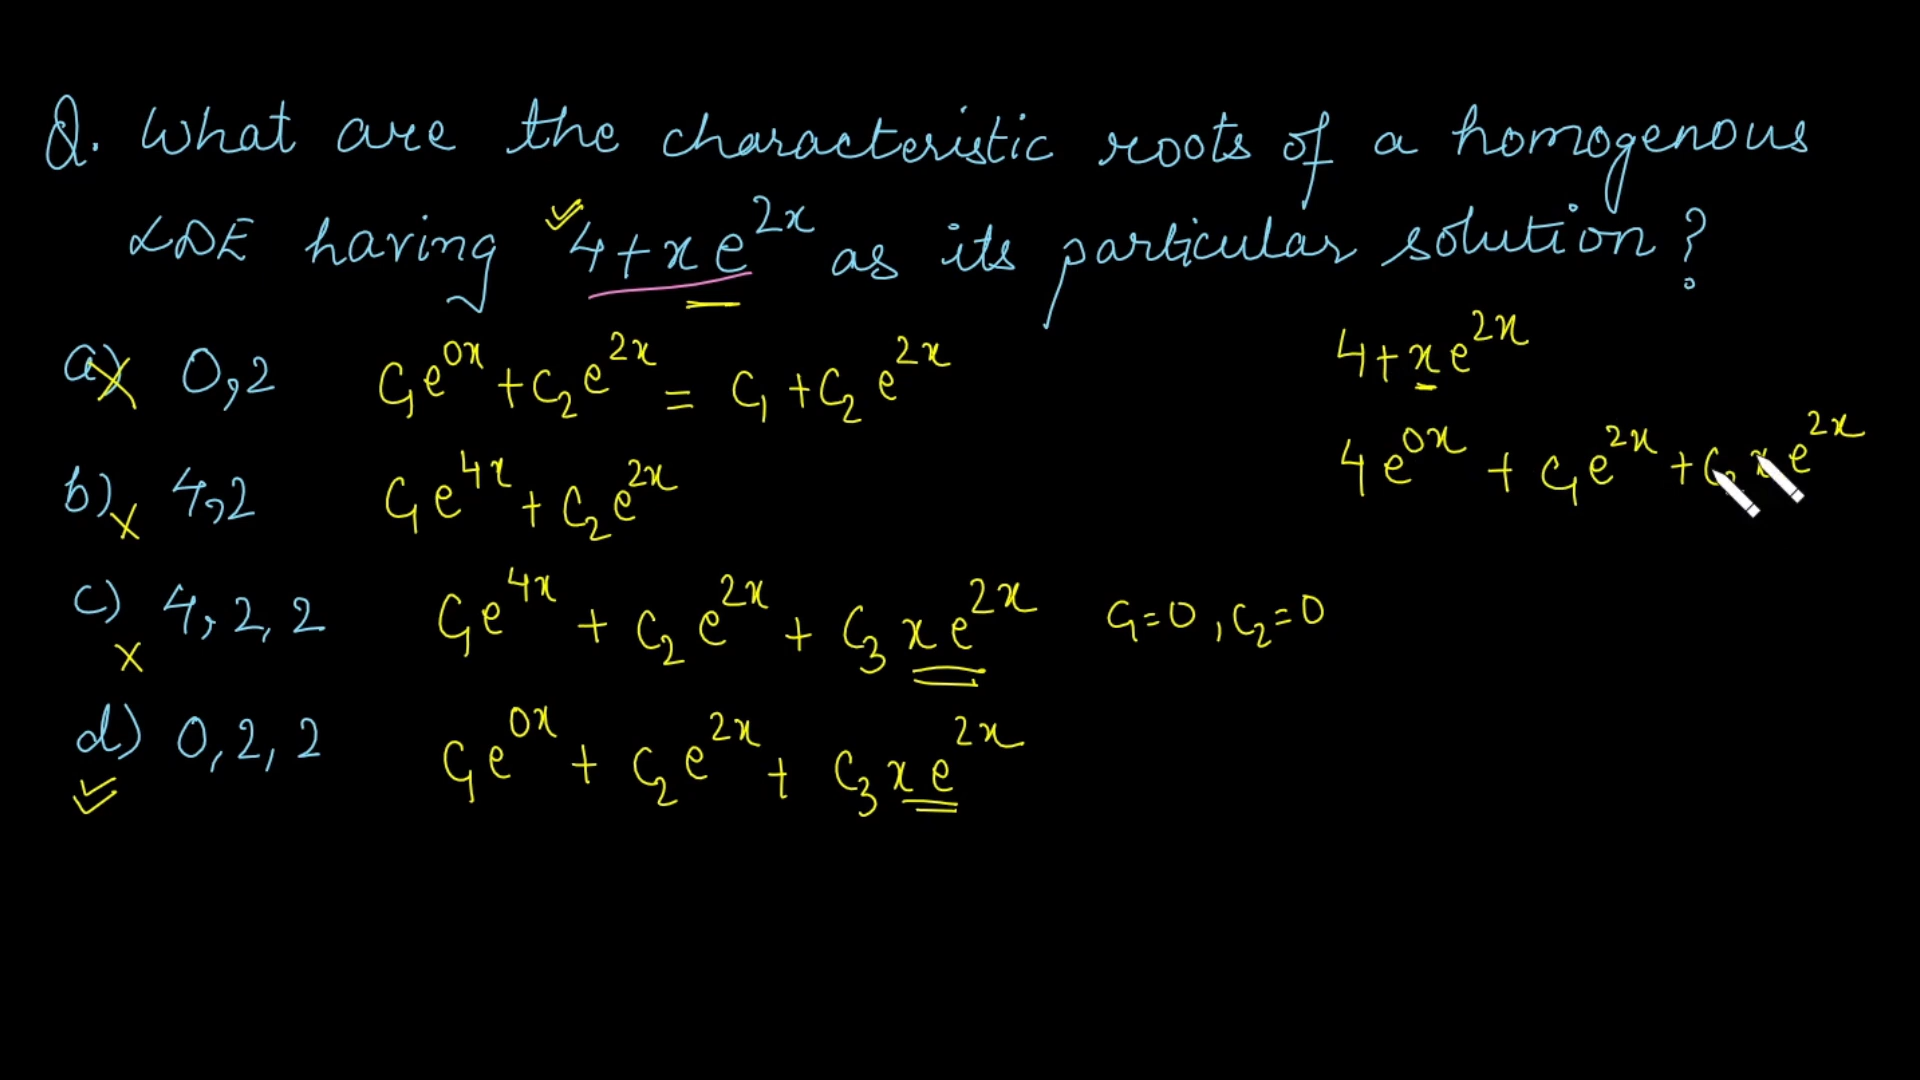 Q. What are the characteristic roots of a homogenous
LDE having 4+xe^2x as its particular solution?
a) 0,2 C₁e^0x + C₂e^2x = C₁ + C₂e^2x
4+xe^2x
b) 4,2 C₁e^4x + C₂e^2x
4e^0x + C₁e^2x + C₂xe^2x
c) 4,2,2 C₁e^4x + C₂e^2x + C₃xe^2x C₁=0, C₂=0
d) 0,2,2 C₁e^0x + C₂e^2x + C₃xe^2x